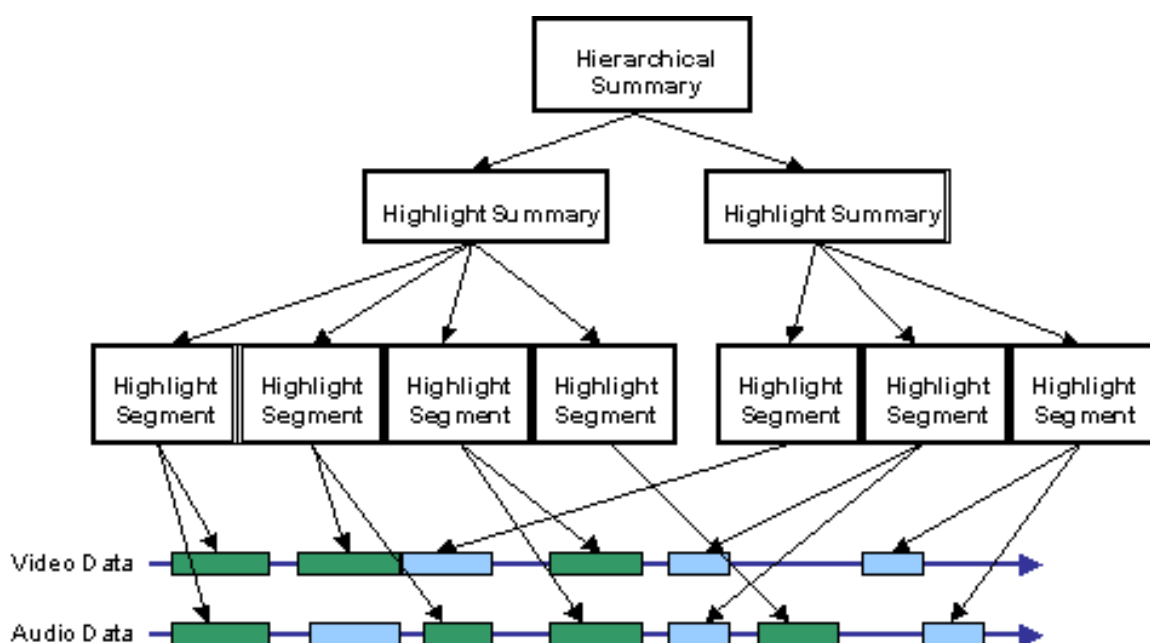 Hierarchical
Summary
Highlight Summary
Highlight Summary
Highlight
Segment
Highlight
Segment
Highlight
Segment
Highlight
Segment
Highlight
Segment
Highlight
Segment
Highlight
Segment
Video Data
Audio Data